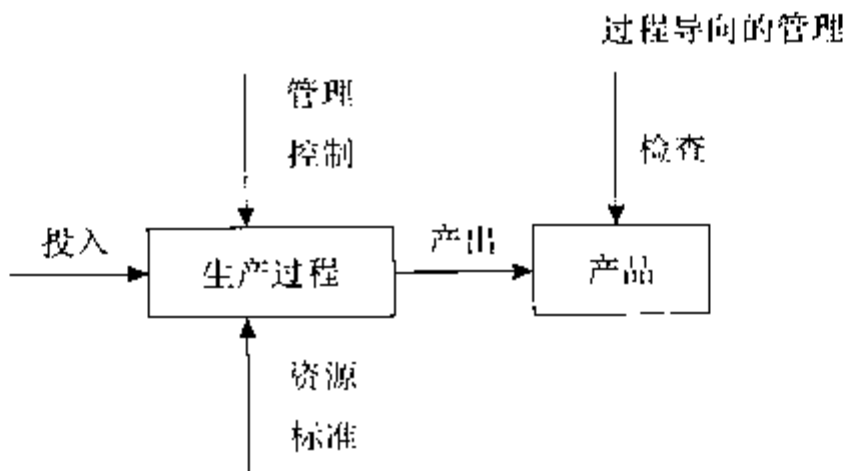 过程导向的管理
管理
控制
检查
投入
生产过程
产出
产品
资源
标准